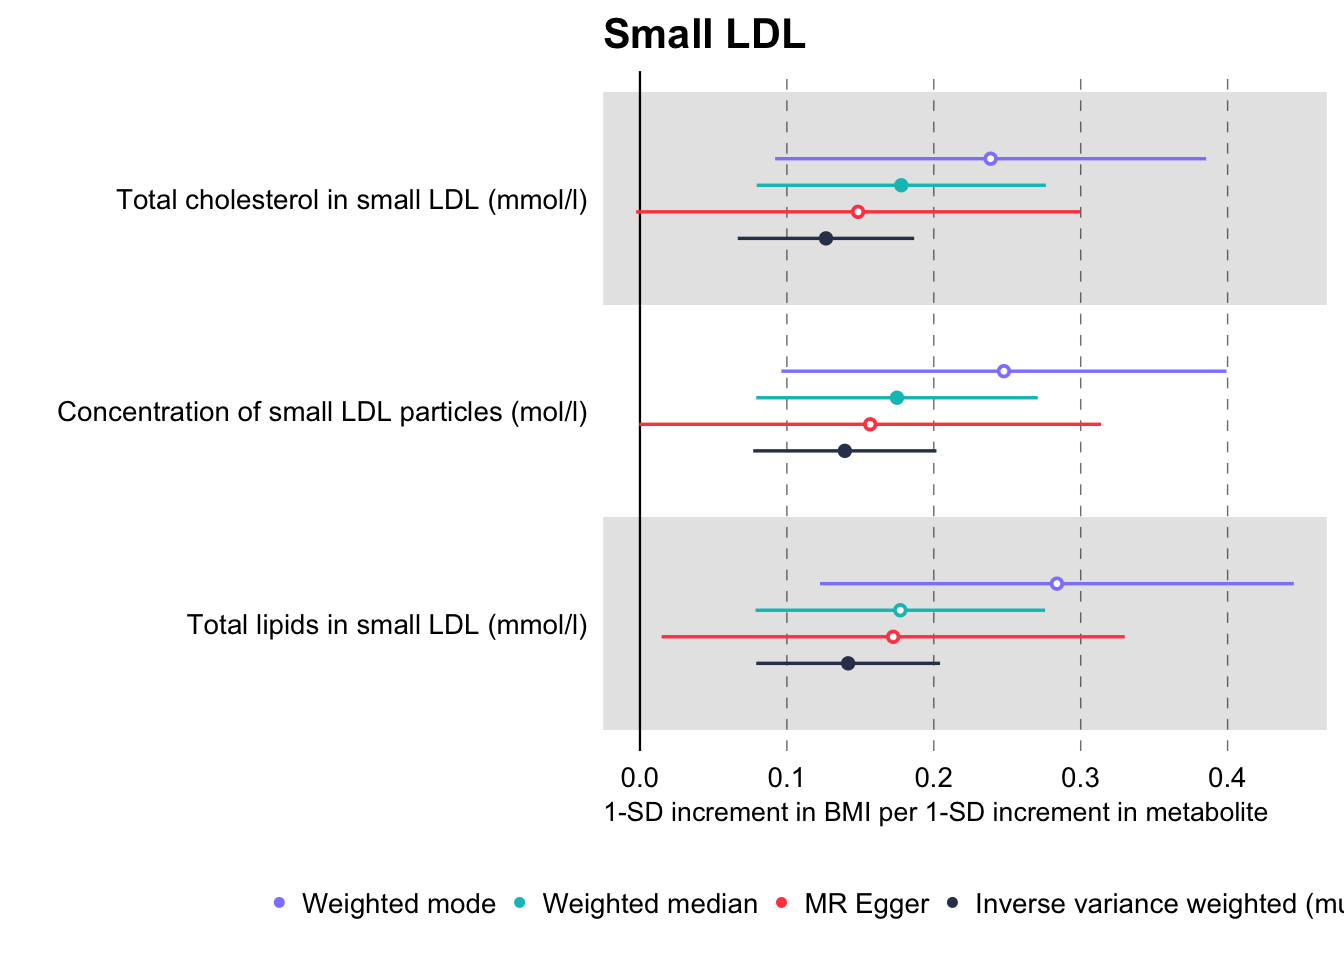 Small LDL
Total cholesterol in small LDL (mmol/l)
Concentration of small LDL particles (mol/l)
Total lipids in small LDL (mmol/l)
0.0 0.1 0.2 0.3 0.4
1-SD increment in BMI per 1-SD increment in metabolite
Weighted mode Weighted median MR Egger Inverse variance weighted